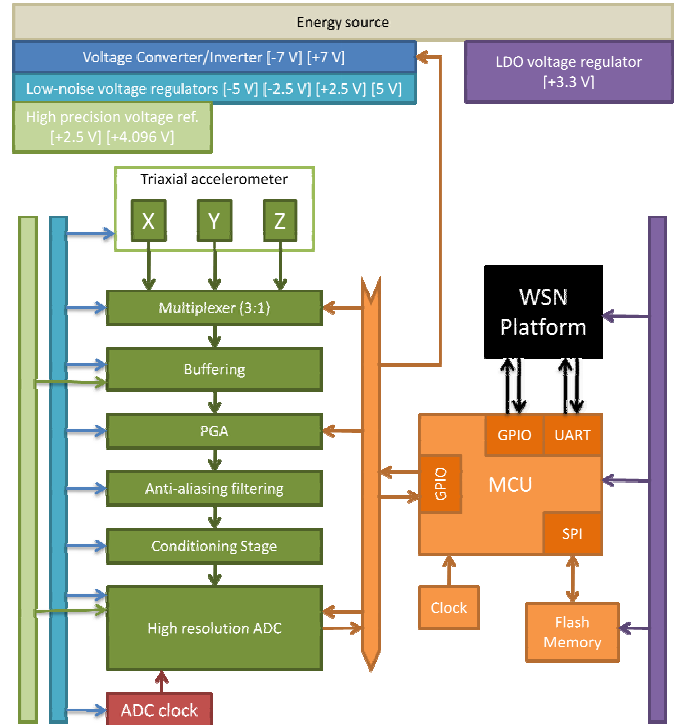 Energy source
Voltage Converter/Inverter [-7 V] [+7 V]
LDO voltage regulator
[+3.3 V]
Low-noise voltage regulators [-5 V] [-2.5 V] [+2.5 V] [5 V]
High precision voltage ref.
[+2.5 V] [+4.096 V]
Triaxial accelerometer
X Y Z
Multiplexer (3:1)
WSN
Platform
Buffering
PGA
GPIO UART
GPIO
MCU
Anti-aliasing filtering
SPI
Conditioning Stage
Clock
Flash
Memory
High resolution ADC
ADC clock